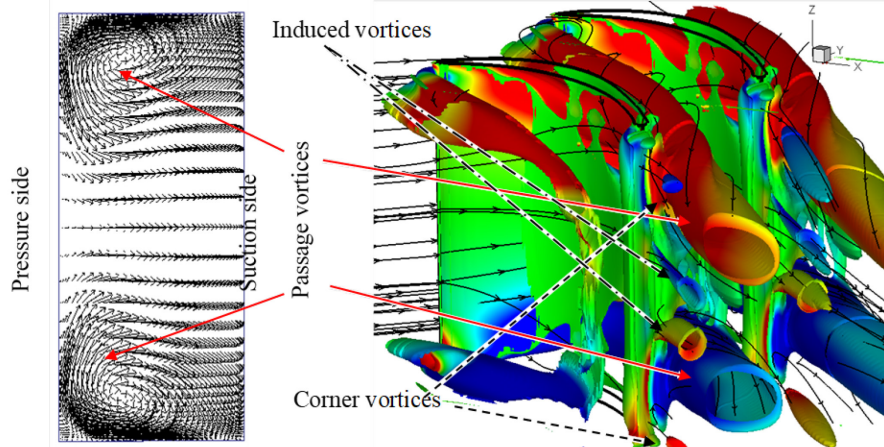 Induced vortices
Pressure side
Suction side
Passage vortices
Corner vortices
Z
Y
X